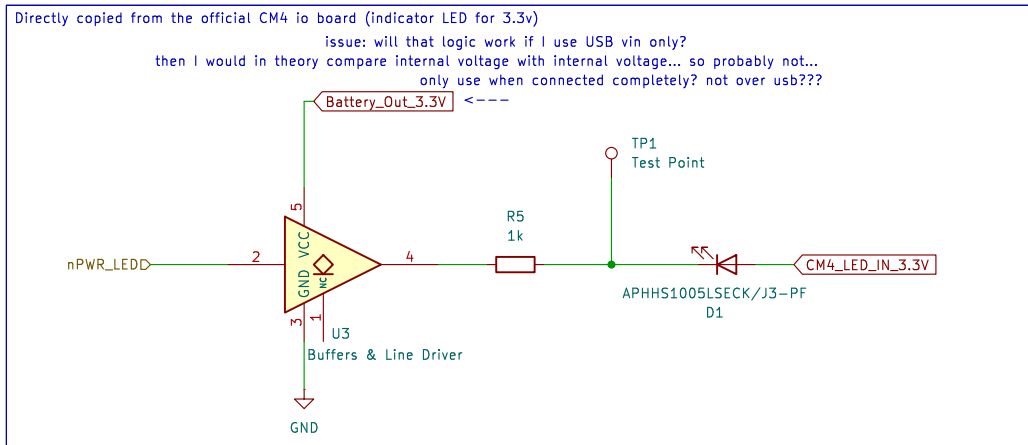 Directly copied from the official CM4 io board (indicator LED for 3.3v)
issue: will that logic work if I use USB vin only?
then I would in theory compare internal voltage with internal voltage... so probably not...
only use when connected completely? not over usb???
Battery_Out_3.3V <---
TP1
Test Point
5
R5
1k
VCC
nPWR_LED
2
4
CM4_LED_IN_3.3V
GND
NC
APHHS1005LSECK/J3-PF
D1
3
1
U3
Buffers & Line Driver
GND